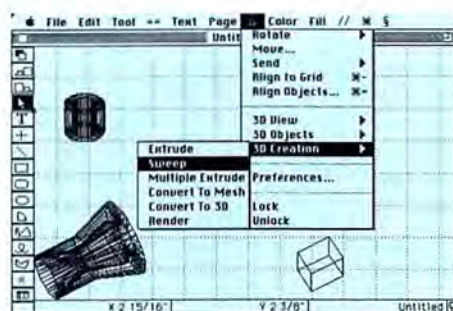 File Edit Tool Text Page Color Fill // §
Untit
Rotate
Move...
Send
Align to Grid ⌘-
Align Objects... ⌘-
3D View
3D Objects
3D Creation
Extrude
Sweep
Multiple Extrude
Convert To Mesh
Convert To 3D
Render
Preferences...
Lock
Unlock
T
X 2 15/16"
Y 2 3/8"
Untitled